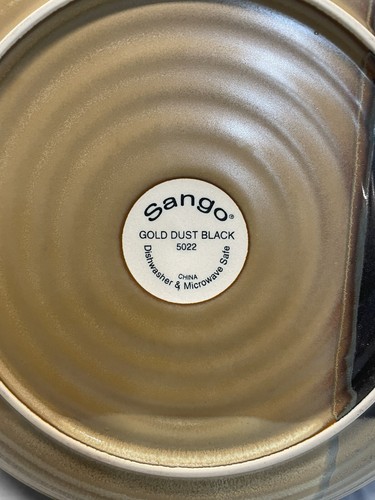 Sango®
GOLD DUST BLACK
5022
CHINA
Dishwasher & Microwave Safe